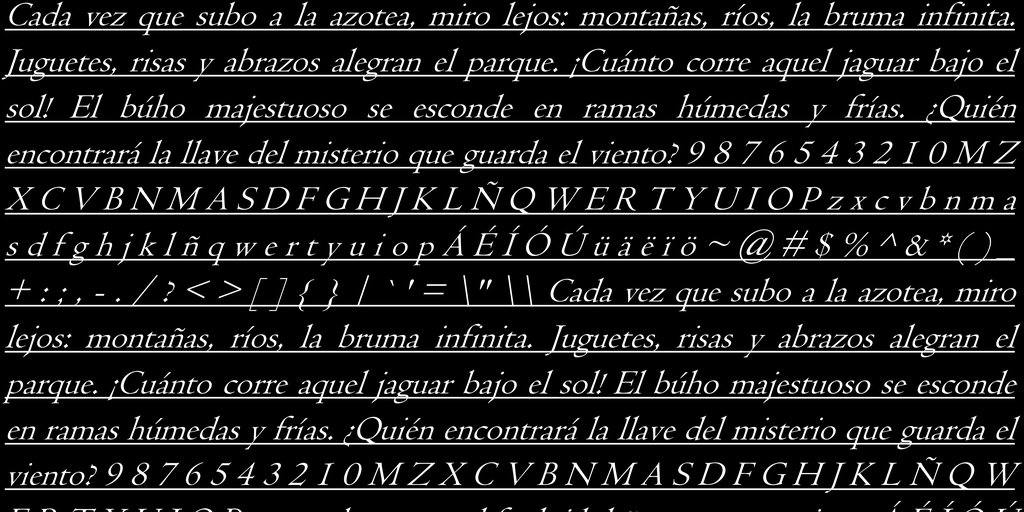 Cada vez que subo a la azotea, miro lejos: montañas, ríos, la bruma infinita.
Juguetes, risas y abrazos alegran el parque. ¡Cuánto corre aquel jaguar bajo el
sol! El búho majestuoso se esconde en ramas húmedas y frías. ¿Quién
encontrará la llave del misterio que guarda el viento? 9 8 7 6 5 4 3 2 1 0 M Z
X C V B N M A S D F G H J K L Ñ Q W E R T Y U I O P z x c v b n m a
s d f g h j k l ñ q w e r t y u i o p Á É Í Ó Ú ü ä ë ï ö ~ @ # $ % ^ & * ( ) _
+ : ; , - . / ? < > [ ] { } | ` ' = \" \\ Cada vez que subo a la azotea, miro
lejos: montañas, ríos, la bruma infinita. Juguetes, risas y abrazos alegran el
parque. ¡Cuánto corre aquel jaguar bajo el sol! El búho majestuoso se esconde
en ramas húmedas y frías. ¿Quién encontrará la llave del misterio que guarda el
viento? 9 8 7 6 5 4 3 2 1 0 M Z X C V B N M A S D F G H J K L Ñ Q W